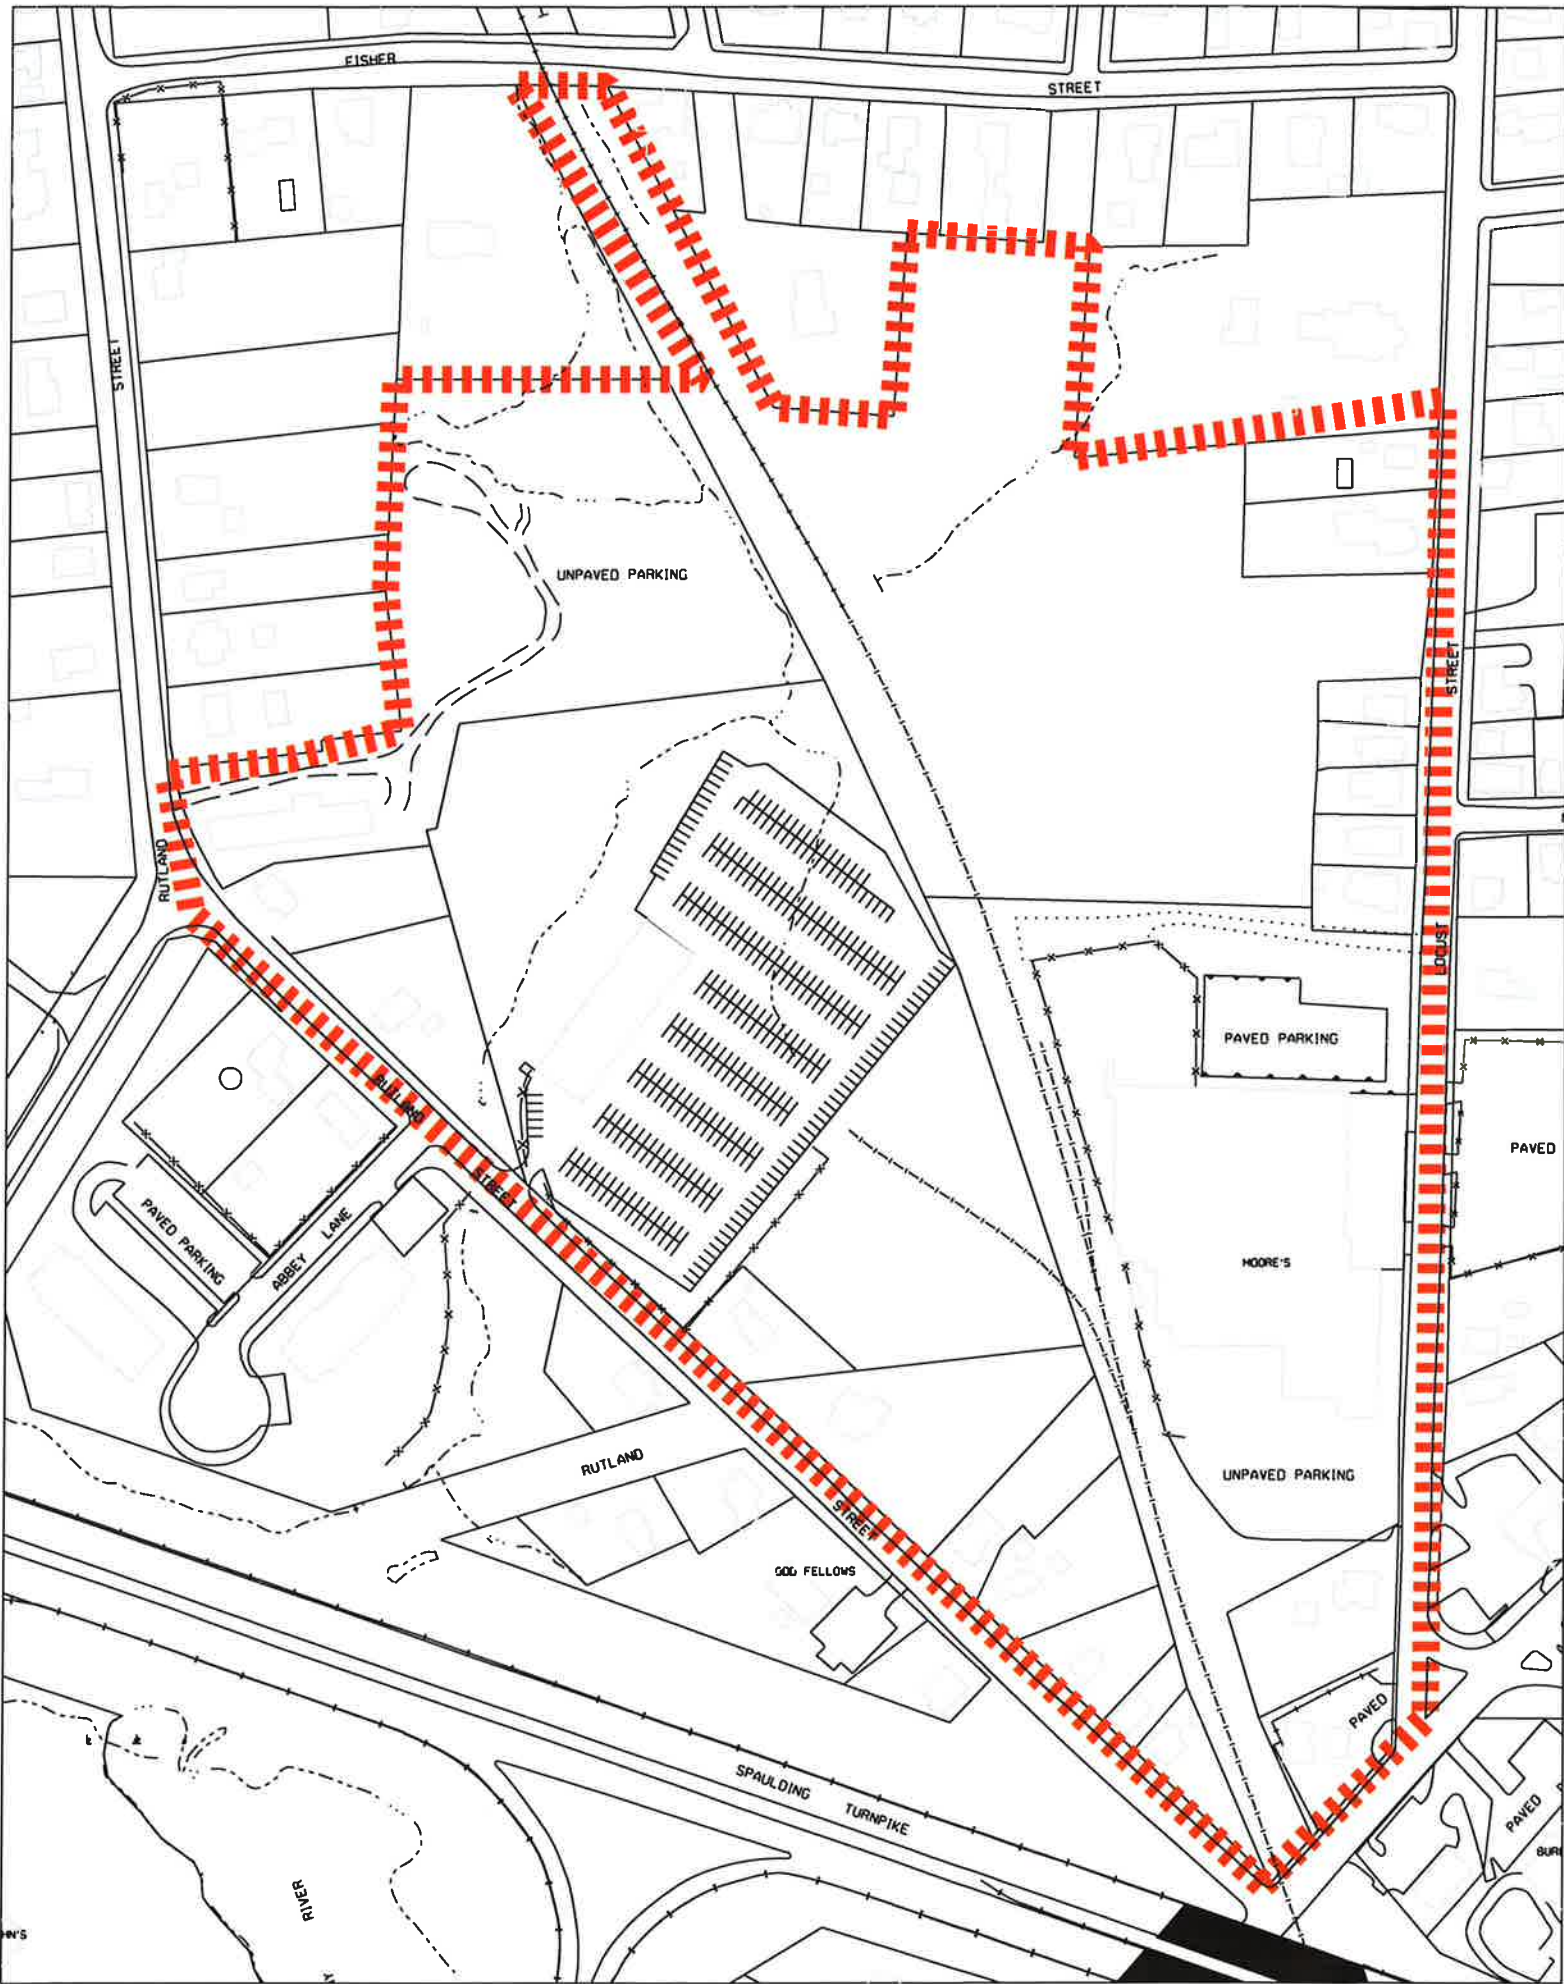 FISHER
STREET
STREET
UNPAVED PARKING
STREET
RUTLAND
LOCUST
PAVED PARKING
RUTLAND
PAVED
STREET
PAVED PARKING
ABBEY LANE
MOORE'S
RUTLAND
UNPAVED PARKING
STREET
ODD FELLOWS
PAVED
SPAULDING TURNPIKE
PAVED
RIVER
HN'S